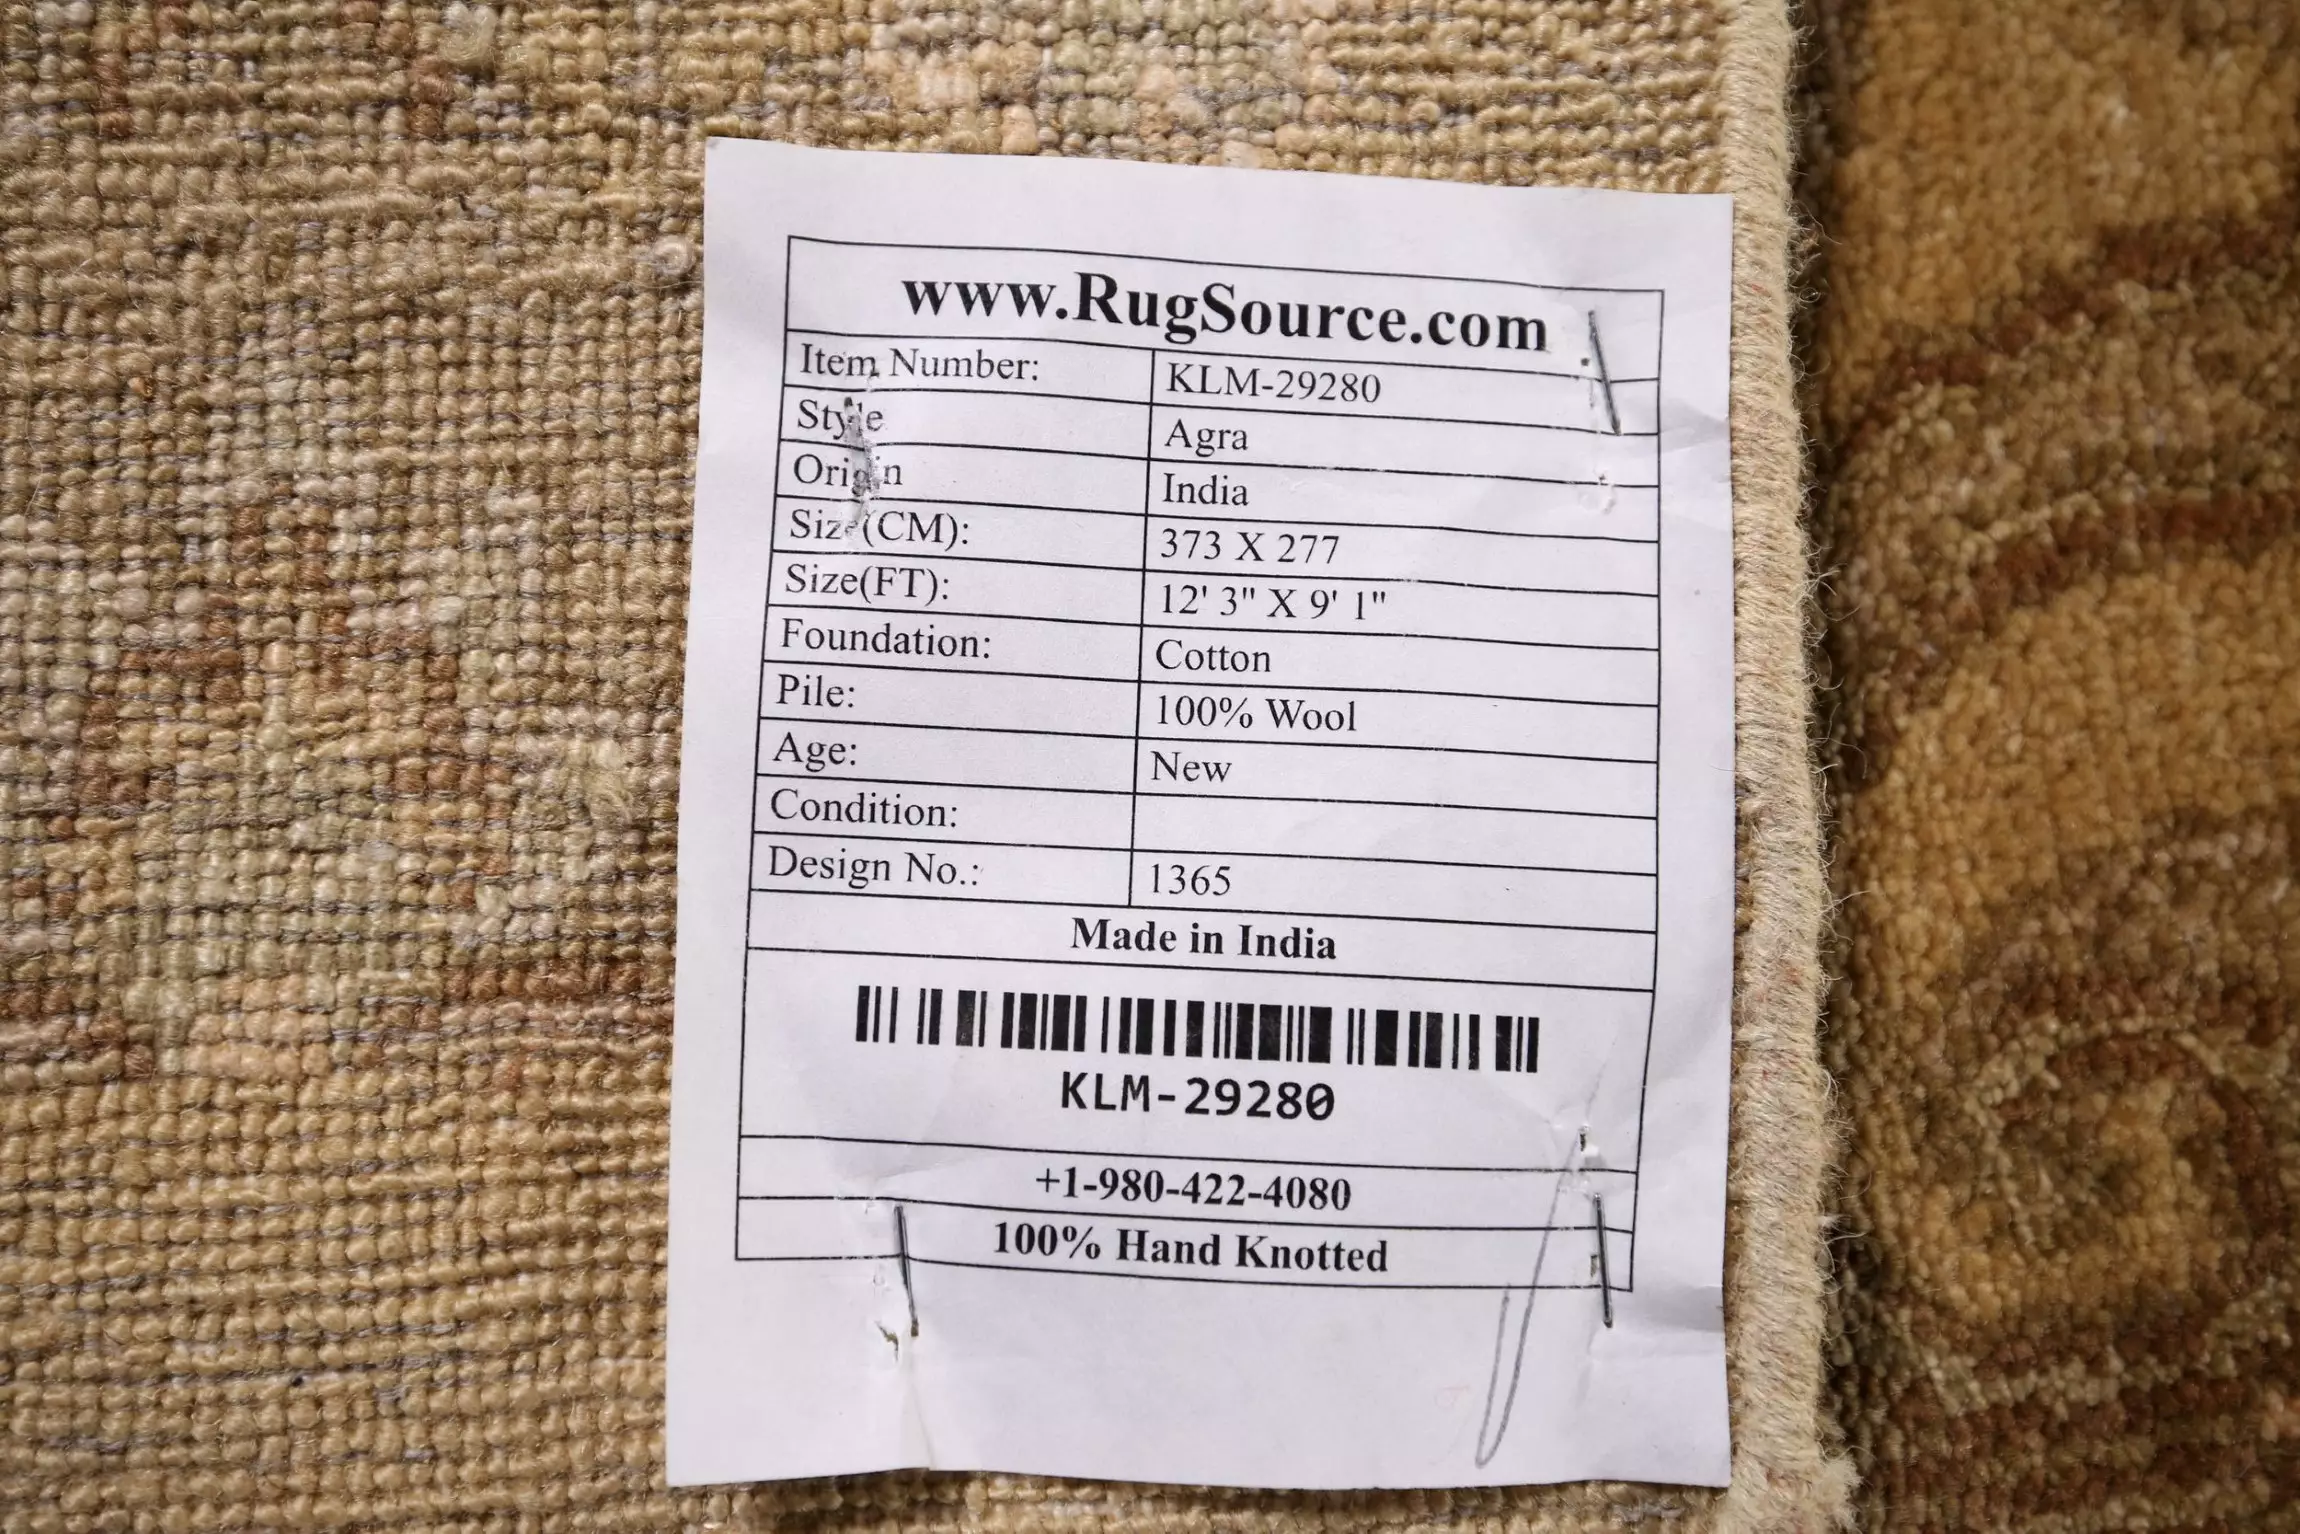 www.RugSource.com
Item Number: KLM-29280
Style Agra
Origin India
Size(CM): 373 X 277
Size(FT): 12' 3" X 9' 1"
Foundation: Cotton
Pile: 100% Wool
Age: New
Condition:
Design No.: 1365
Made in India
KLM-29280
+1-980-422-4080
100% Hand Knotted